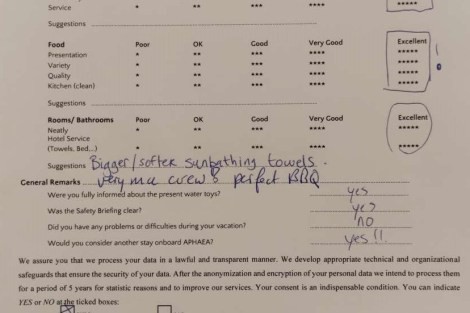 Service * ** *** **** *****
Suggestions
Food Poor OK Good Very Good Excellent
Presentation * ** *** **** *****
Variety * ** *** **** *****
Quality * ** *** **** *****
Kitchen (clean) * ** *** **** *****
Suggestions
Rooms/ Bathrooms Poor OK Good Very Good Excellent
Neatly * ** *** **** *****
Hotel Service
(Towels, Bed...) * ** *** **** *****
Suggestions Bigger/softer sunbathing towels.
General Remarks very crew perfect BBQ
Were you fully informed about the present water toys? yes
Was the Safety Briefing clear? yes
Did you have any problems or difficulties during your vacation? NO
Would you consider another stay onboard APHAEA? yes !!
We assure you that we process your data in a lawful and transparent manner. We develop appropriate technical and organizational
safeguards that ensure the security of your data. After the anonymization and encryption of your personal data we intend to process them
for a period of 5 years for statistic reasons and to improve our services. Your consent is an indispensable condition. You can indicate
YES or NO at the ticked boxes: